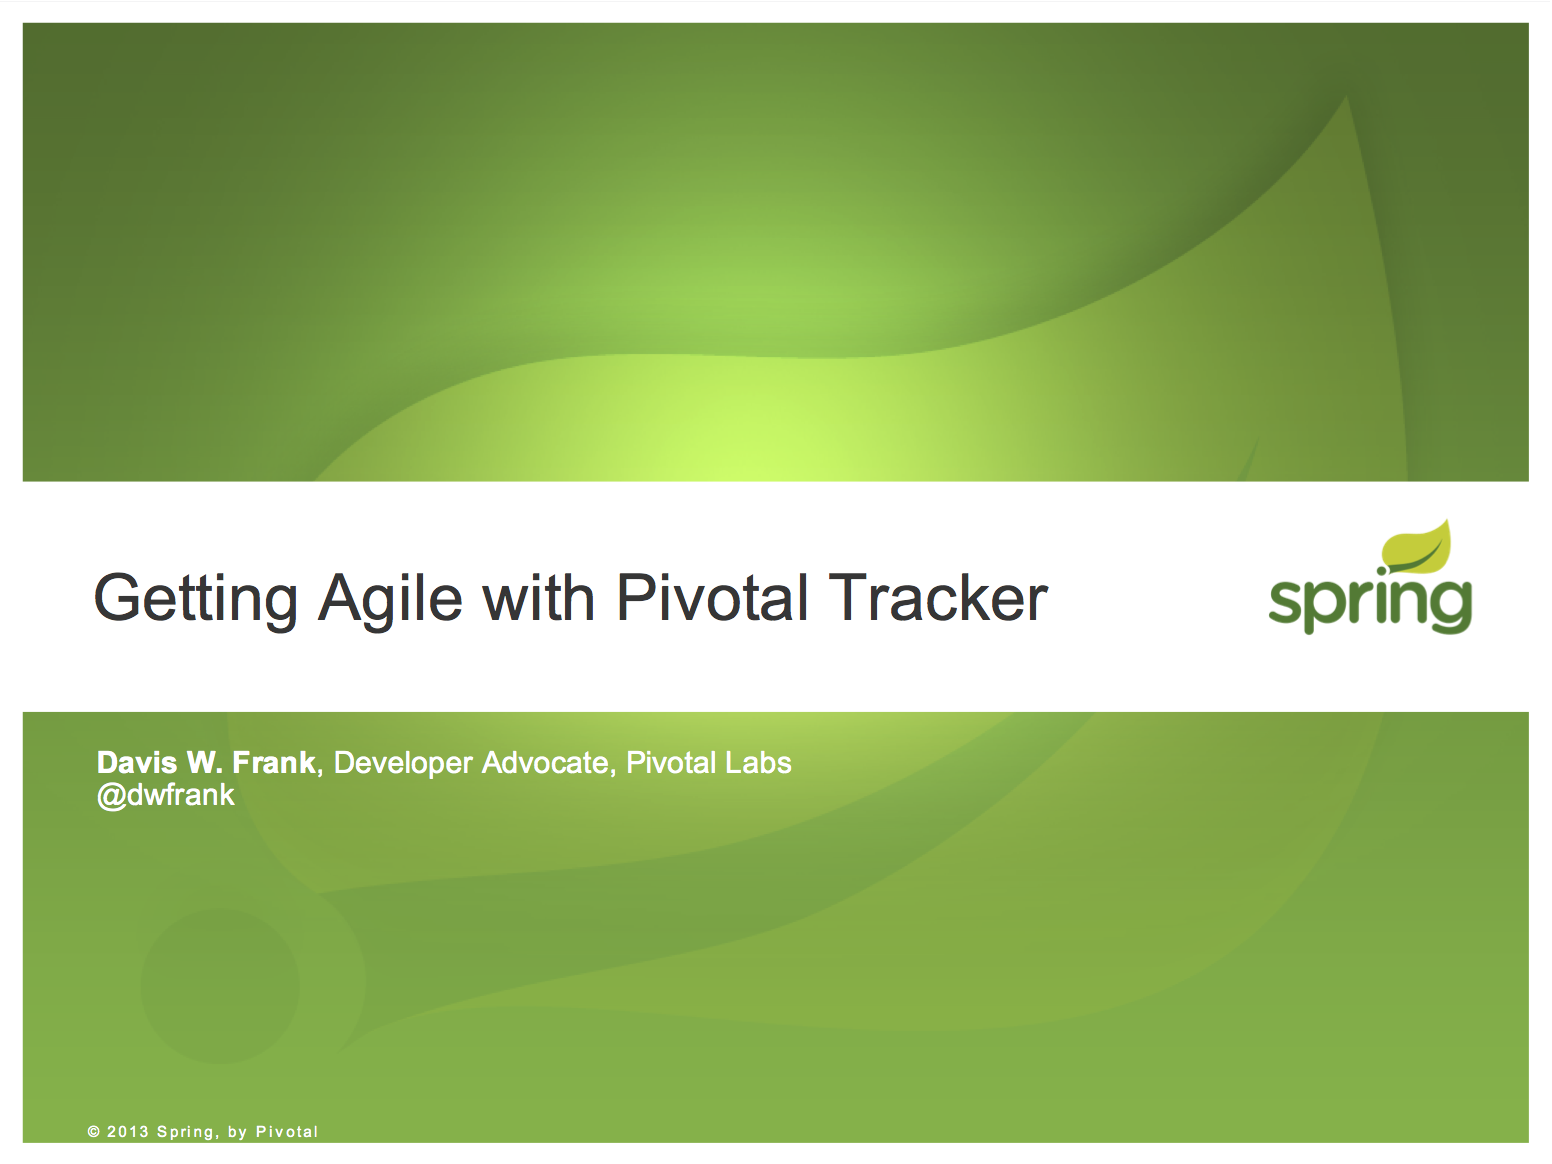 Getting Agile with Pivotal Tracker
spring
Davis W. Frank, Developer Advocate, Pivotal Labs
@dwfrank
© 2013 Spring, by Pivotal